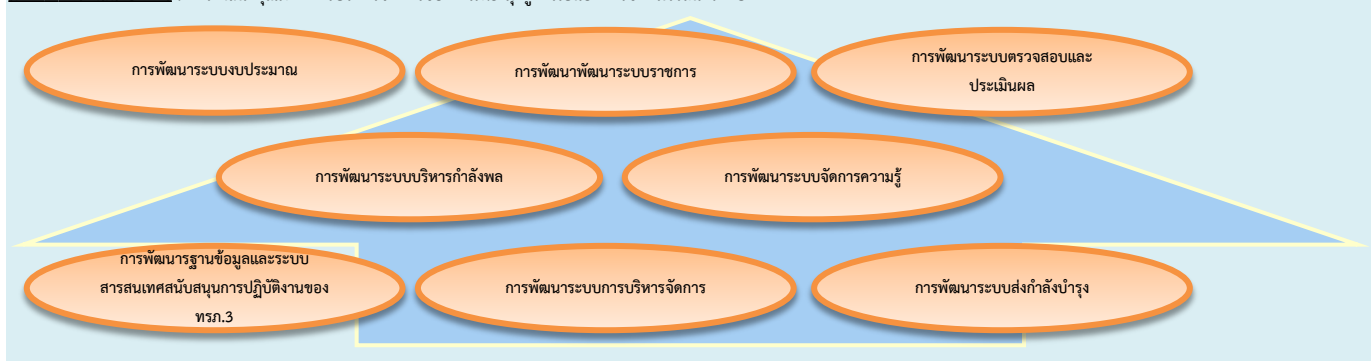 การพัฒนาระบบงบประมาณ
การพัฒนาพัฒนาระบบราชการ
การพัฒนาระบบตรวจสอบและ
ประเมินผล
การพัฒนาระบบบริหารกำลังพล
การพัฒนาระบบจัดการความรู้
การพัฒนารฐานข้อมูลและระบบ
สารสนเทศสนับสนุนการปฏิบัติงานของ
ทรภ.3
การพัฒนาระบบการบริหารจัดการ
การพัฒนาระบบส่งกำลังบำรุง